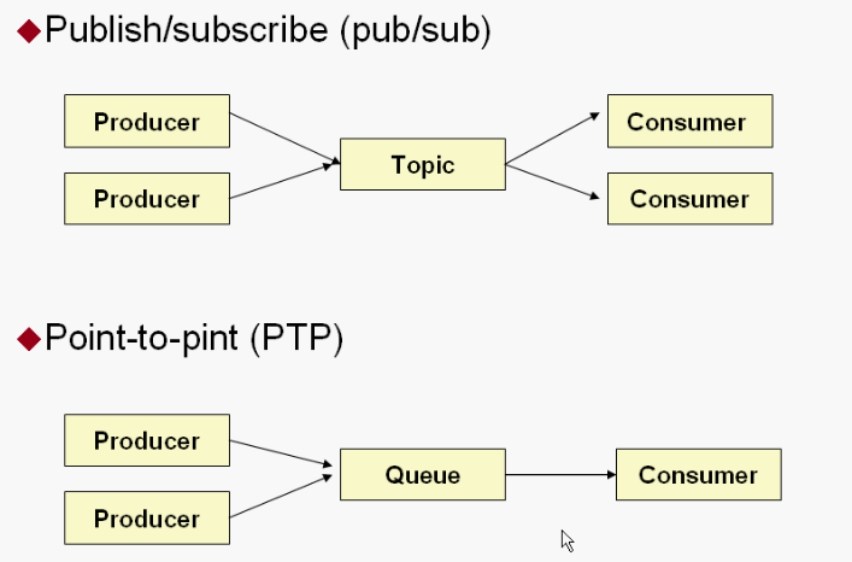 Publish/subscribe (pub/sub)
Producer
Consumer
Topic
Producer
Consumer
Point-to-pint (PTP)
Producer
Queue
Consumer
Producer